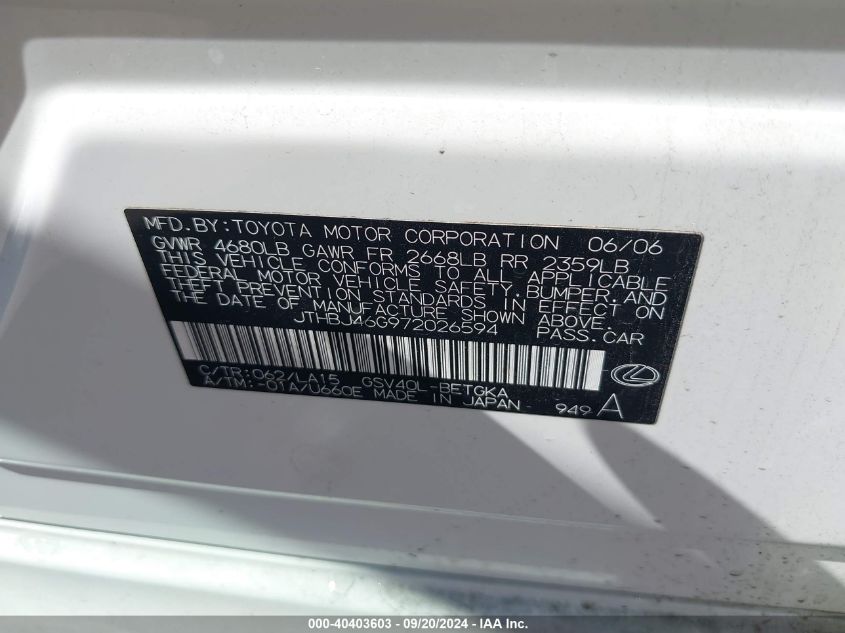 MFD.BY:TOYOTA MOTOR CORPORATION 06/06
GVWR 4680LB GAWR FR 2668LB RR 2359LB
THIS VEHICLE CONFORMS TO ALL APPLICABLE
FEDERAL MOTOR VEHICLE SAFETY,BUMPER,AND
THEFT PREVENTION STANDARDS IN EFFECT ON
THE DATE OF MANUFACTURE SHOWN ABOVE.
JTHBJ46G972026594 PASS.CAR
C/TR:062/LA15 GSV40L-BETGKA
A/TM:-01A/U660E MADE IN JAPAN 949 A
000-40403603 - 09/20/2024 - IAA Inc.